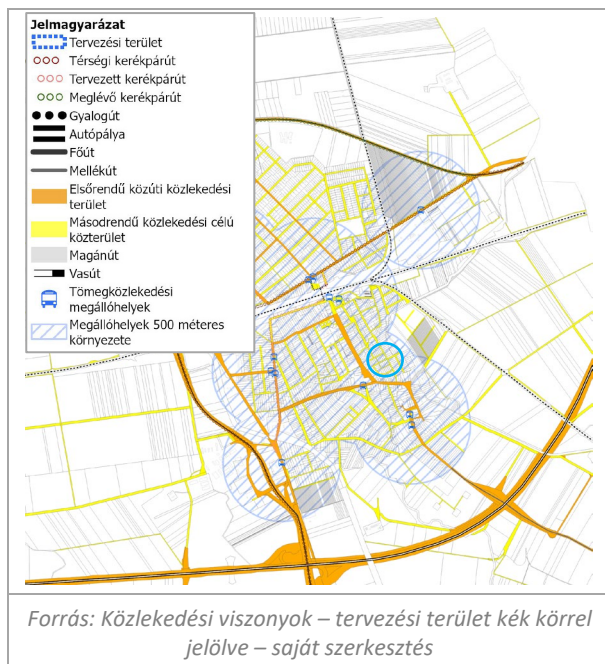 Jelmagyarázat
Tervezési terület
Térségi kerékpárút
Tervezett kerékpárút
Meglévő kerékpárút
Gyalogút
Autópálya
Főút
Mellékút
Elsőrendű közúti közlekedési
terület
Másodrendű közlekedési célú
közterület
Magánút
Vasút
Tömegközlekedési
megállóhelyek
Megállóhelyek 500 méteres
környezete
Forrás: Közlekedési viszonyok – tervezési terület kék körrel
jelölve – saját szerkesztés